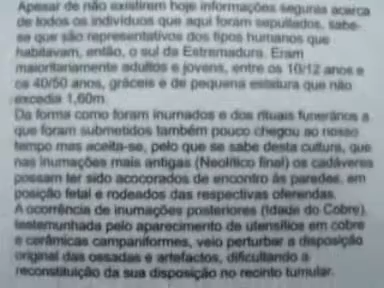 Apesar de não existirem hoje informações seguras acerca
de todos os indivíduos que aqui foram sepultados, sabe-
se que são representativos dos tipos humanos que
habitavam, então, o sul da Estremadura. Eram
maioritariamente adultos e jovens, entre os 10/12 anos e
os 40/50 anos, gráceis e de pequena estatura que não
excedia 1,60m.
Da forma como foram inumados e dos rituais funerários a
que foram submetidos também pouco chegou ao nosso
tempo mas aceita-se, pelo que se sabe desta cultura, que
nas inumações mais antigas (Neolítico final) os cadáveres
possam ter sido acocorados de encontro às paredes, em
posição fetal e rodeados das respectivas oferendas.
A ocorrência de inumações posteriores (Idade do Cobre),
testemunhada pelo aparecimento de utensílios em cobre
e cerâmicas campaniformes, veio perturbar a disposição
original das ossadas e artefactos, dificultando a
reconstituição da sua disposição no recinto tumular.